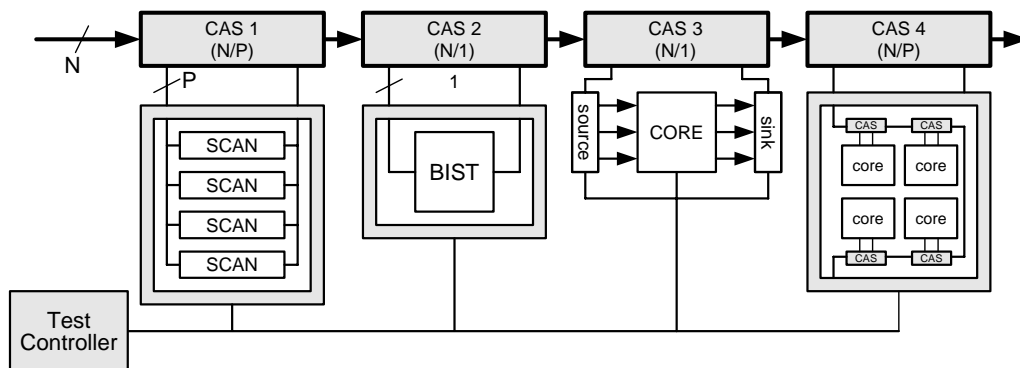 CAS 1
(N/P)
CAS 2
(N/1)
CAS 3
(N/1)
CAS 4
(N/P)
N
P
1
SCAN
SCAN
SCAN
SCAN
BIST
source
CORE
sink
CAS
CAS
core
core
core
core
CAS
CAS
Test
Controller